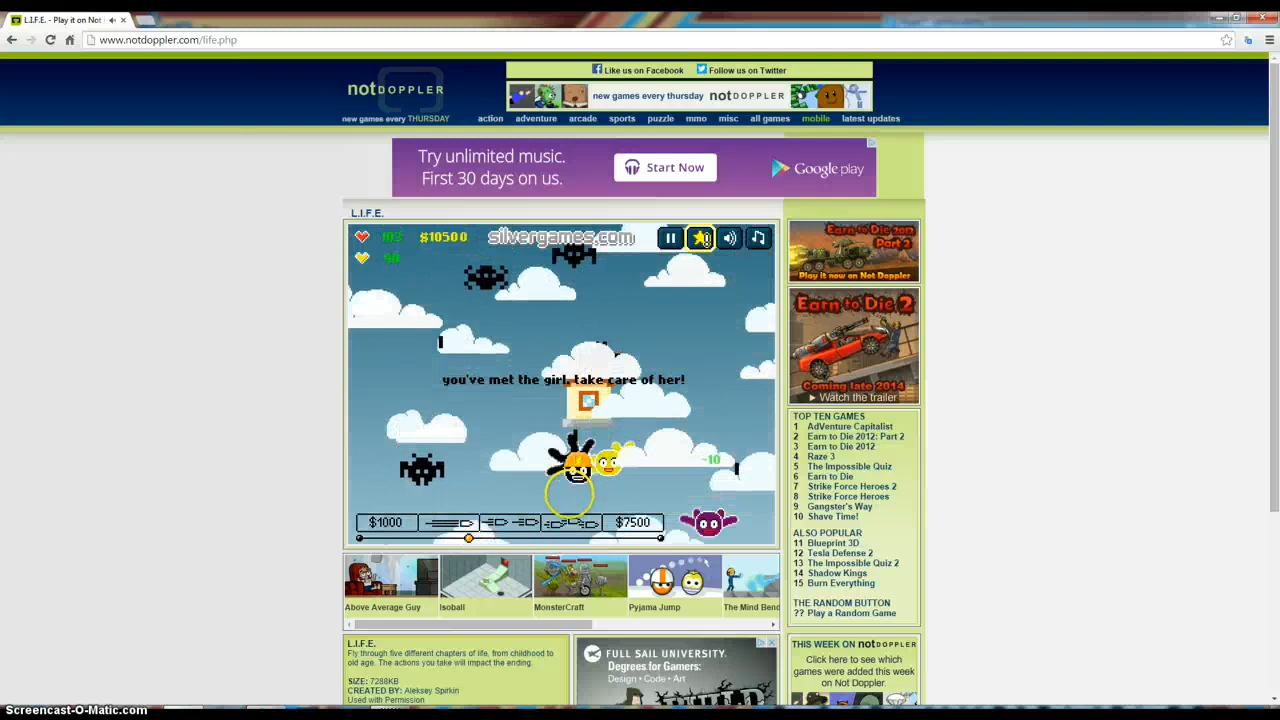 L.I.F.E. - Play it on Not
www.notdoppler.com/life.php
Like us on Facebook
Follow us on Twitter
notDOPPLER
new games every thursday notDOPPLER
new games every THURSDAY
action adventure arcade sports puzzle mmo misc all games mobile latest updates
Try unlimited music.
First 30 days on us.
Start Now
Google play
L.I.F.E.
103
$10500
silvergames.com
90
you've met the girl, take care of her!
-10
$1000
$7500
Above Average Guy
Isoball
MonsterCraft
Pyjama Jump
The Mind Bend
L.I.F.E.
Fly through five different chapters of life, from childhood to
old age. The actions you take will impact the ending.
SIZE: 7288KB
CREATED BY: Aleksey Spirkin
Used with Permission
FULL SAIL UNIVERSITY.
Degrees for Gamers:
Design • Code • Art
Earn to Die 2012
Part 2
Play it now on Not Doppler
Earn to Die 2
Coming late 2014
Watch the trailer
TOP TEN GAMES
1 AdVenture Capitalist
2 Earn to Die 2012: Part 2
3 Earn to Die 2012
4 Raze 3
5 The Impossible Quiz
6 Earn to Die
7 Strike Force Heroes 2
8 Strike Force Heroes
9 Gangster's Way
10 Shave Time!
ALSO POPULAR
11 Blueprint 3D
12 Tesla Defense 2
13 The Impossible Quiz 2
14 Shadow Kings
15 Burn Everything
THE RANDOM BUTTON
?? Play a Random Game
THIS WEEK ON notDOPPLER
Click here to see which
games were added this week
on Not Doppler.
Screencast-O-Matic.com